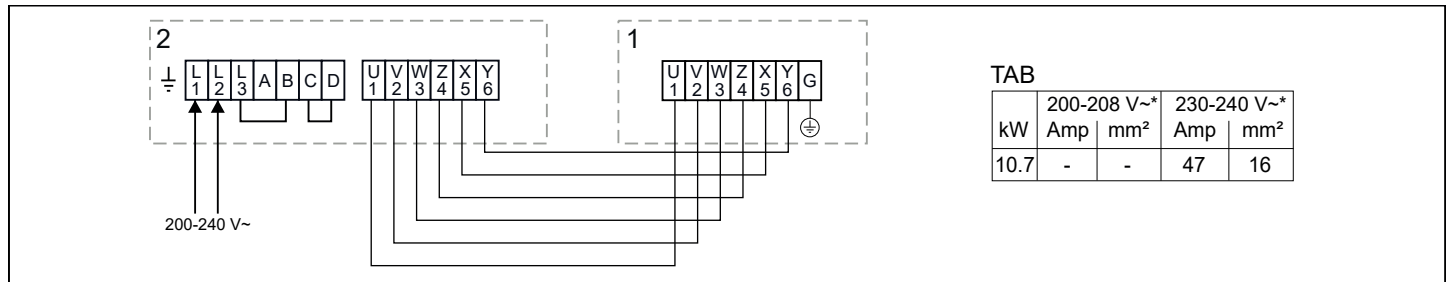 2
L1 L2 L3 A B C D
U1 V2 W3 Z4 X5 Y6
200-240 V~
1
U1 V2 W3 Z4 X5 Y6 G
TAB
200-208 V~* 230-240 V~*
kW Amp mm² Amp mm²
10.7 - - 47 16